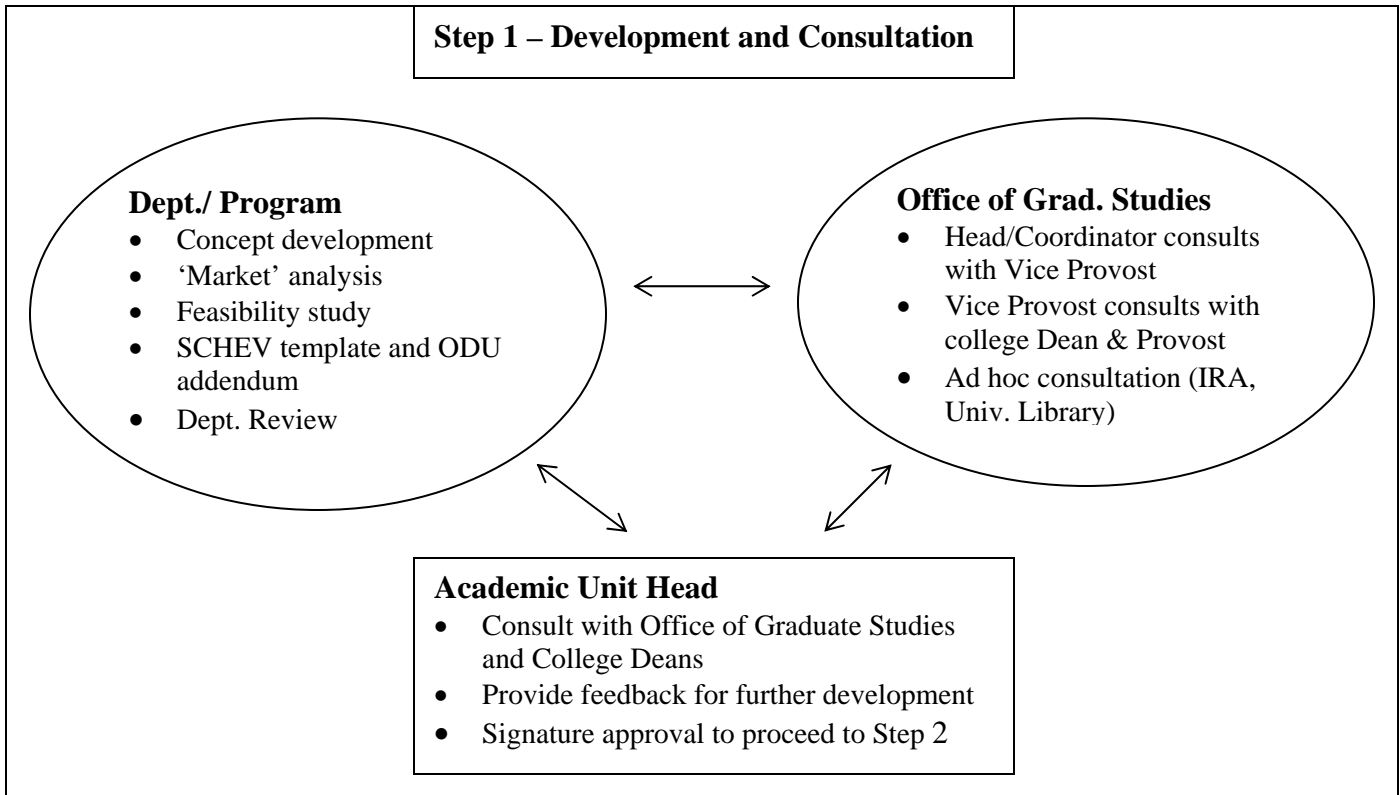 Step 1 – Development and Consultation
Dept./ Program
• Concept development
• ‘Market’ analysis
• Feasibility study
• SCHEV template and ODU
addendum
• Dept. Review
Office of Grad. Studies
• Head/Coordinator consults
with Vice Provost
• Vice Provost consults with
college Dean & Provost
• Ad hoc consultation (IRA,
Univ. Library)
Academic Unit Head
• Consult with Office of Graduate Studies
and College Deans
• Provide feedback for further development
• Signature approval to proceed to Step 2